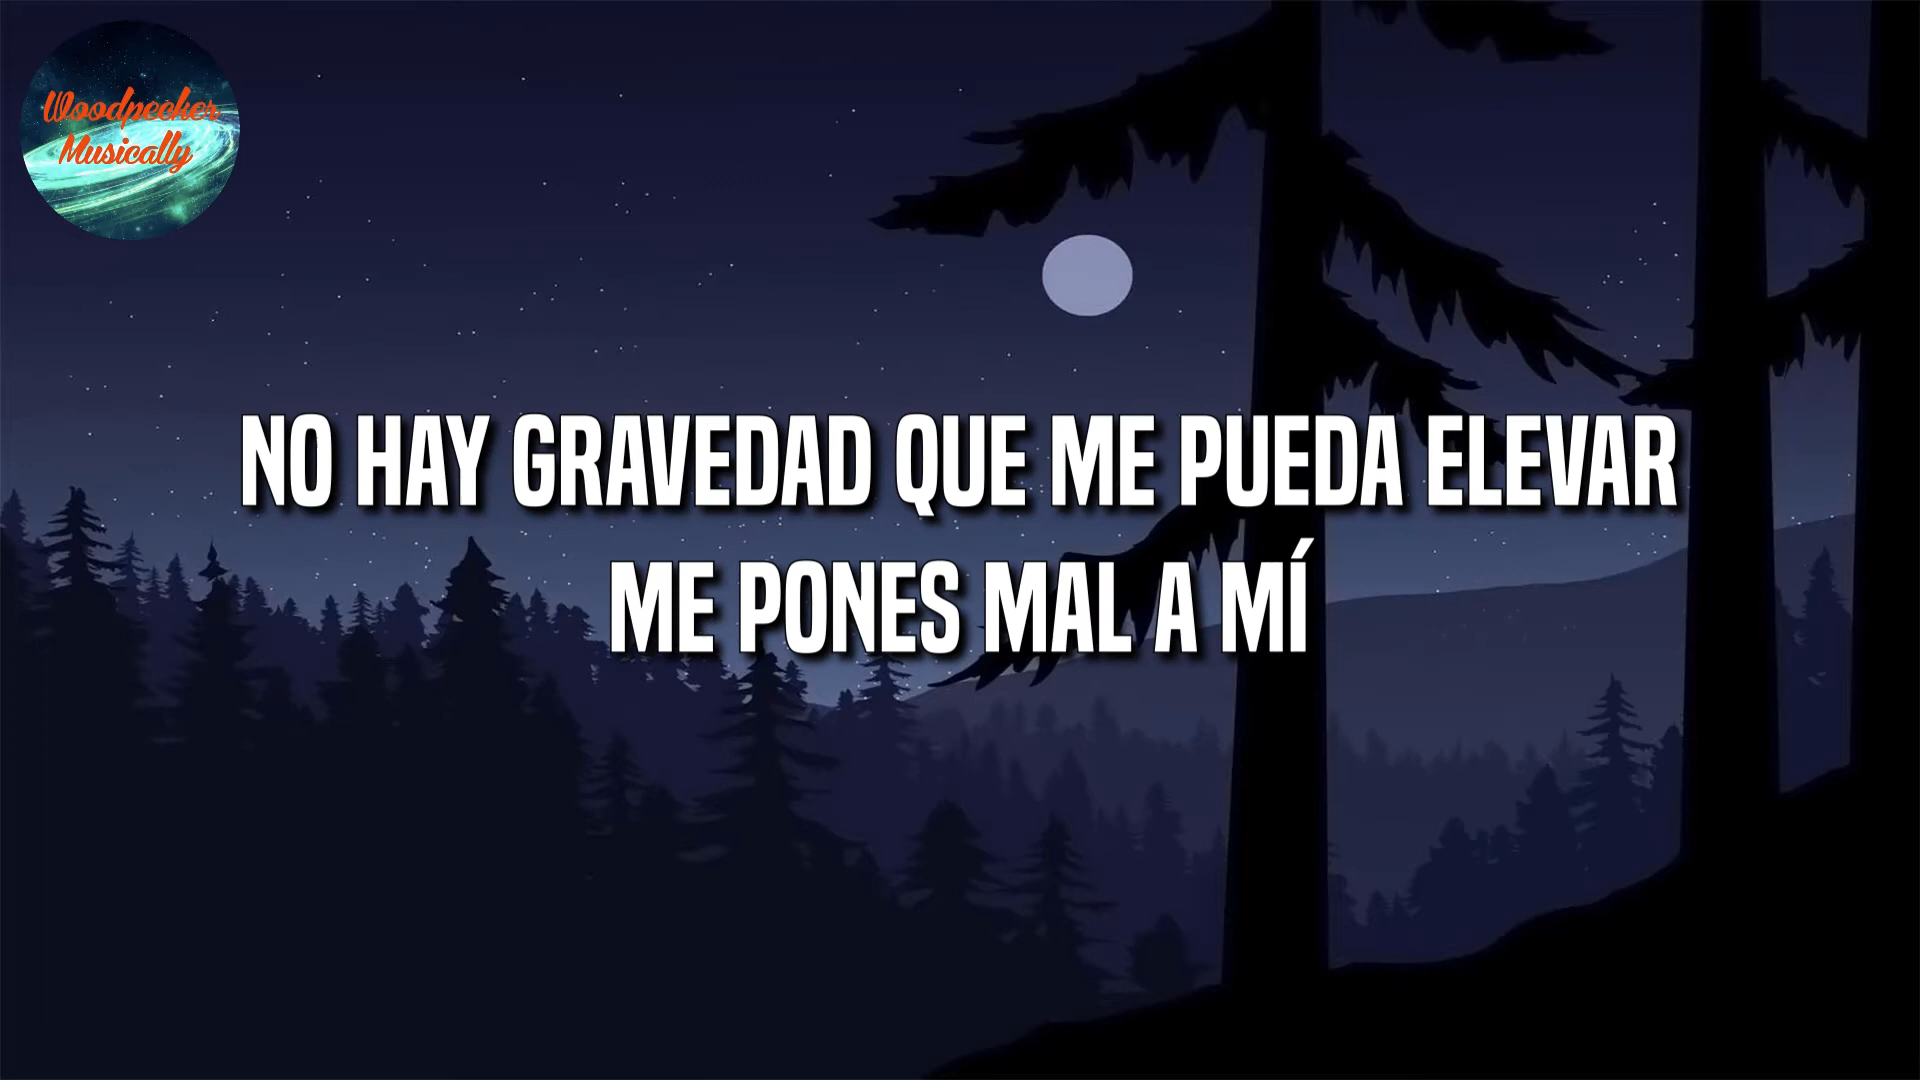 Woodpecker
Musically
NO HAY GRAVEDAD QUE ME PUEDA ELEVAR
ME PONES MAL A MÍ